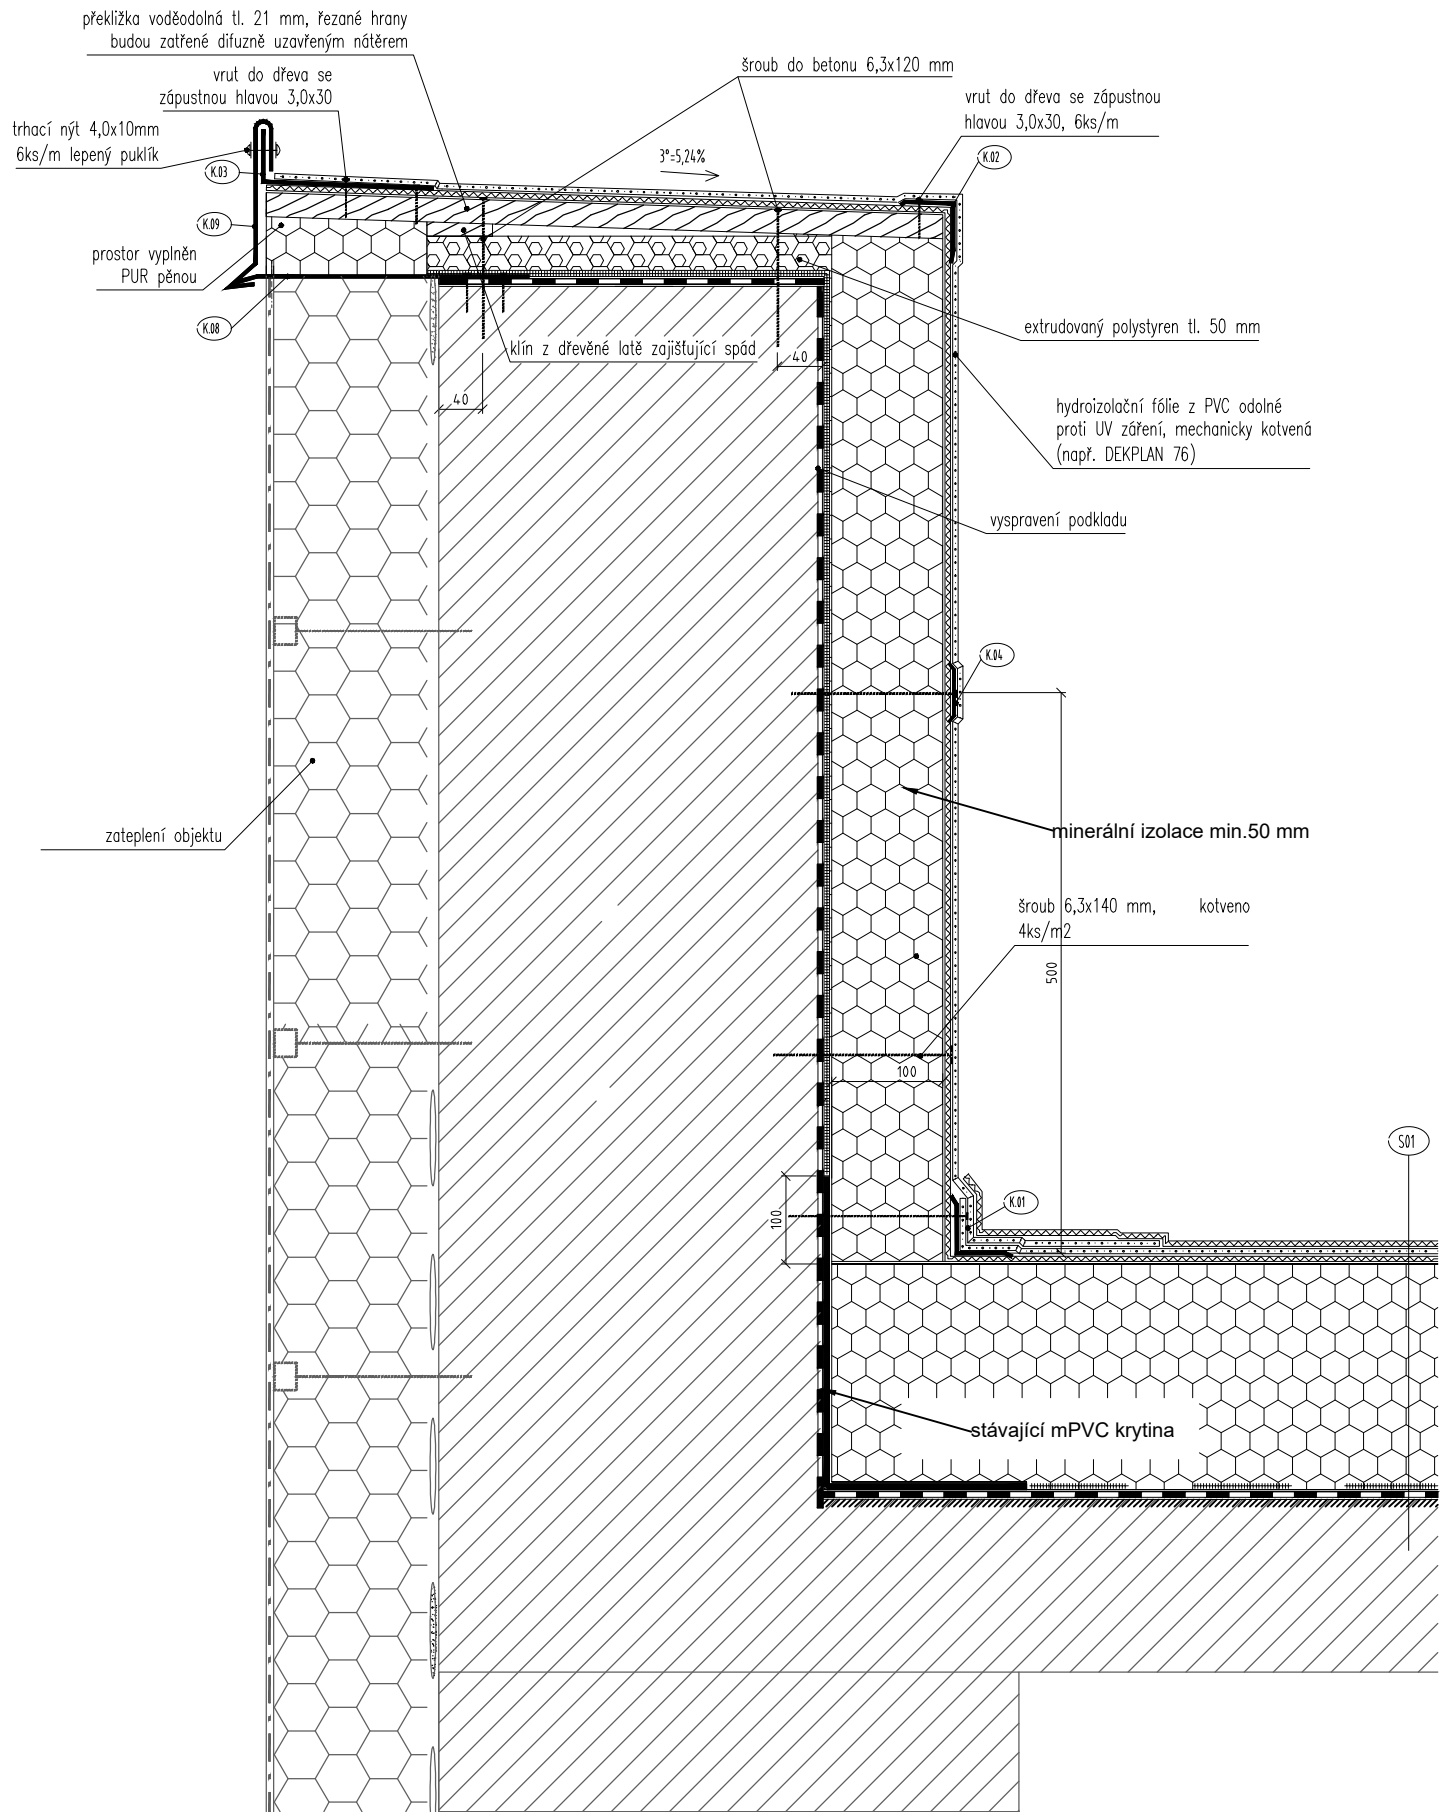 překližka voděodolná tl. 21 mm, řezané hrany
budou zatřené difuzně uzavřeným nátěrem
vrut do dřeva se
zápustnou hlavou 3,0x30
trhací nýt 4,0x10mm
6ks/m lepený puklík
K.03
K.09
prostor vyplněn
PUR pěnou
K.08
šroub do betonu 6,3x120 mm
vrut do dřeva se zápustnou
hlavou 3,0x30, 6ks/m
K.02
3°=5,24%
extrudovaný polystyren tl. 50 mm
klín z dřevěné latě zajišťující spád
40
40
hydroizolační fólie z PVC odolné
proti UV záření, mechanicky kotvená
(např. DEKPLAN 76)
vyspravení podkladu
K.04
zateplení objektu
minerální izolace min.50 mm
šroub 6,3x140 mm, kotveno
4ks/m2
500
100
S01
100
K.01
stávající mPVC krytina